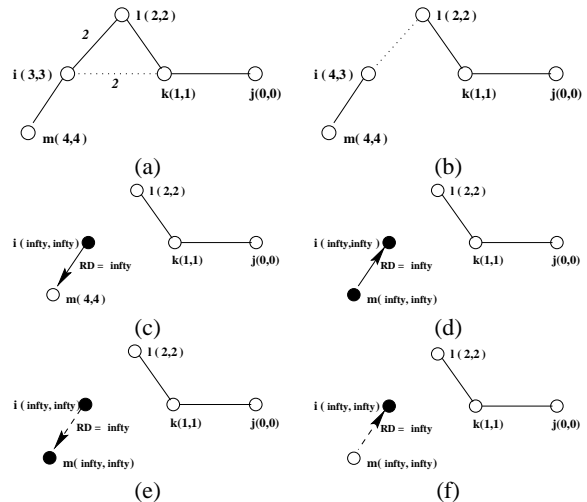 l ( 2,2 )
2
i ( 3,3 )
2
k(1,1)
j(0,0)
m( 4,4 )
(a)
l ( 2,2 )
i ( 4,3 )
k(1,1)
j(0,0)
m( 4,4 )
(b)
l ( 2,2 )
i ( infty, infty )
RD = infty
k(1,1)
j(0,0)
m( 4,4 )
(c)
l ( 2,2 )
i ( infty,infty )
RD = infty
k(1,1)
j(0,0)
m( infty, infty )
(d)
l ( 2,2 )
i ( infty, infty )
RD = infty
k(1,1)
j(0,0)
m( infty, infty )
(e)
l ( 2,2 )
i ( infty, infty )
RD = infty
k(1,1)
j(0,0)
m( infty, infty )
(f)